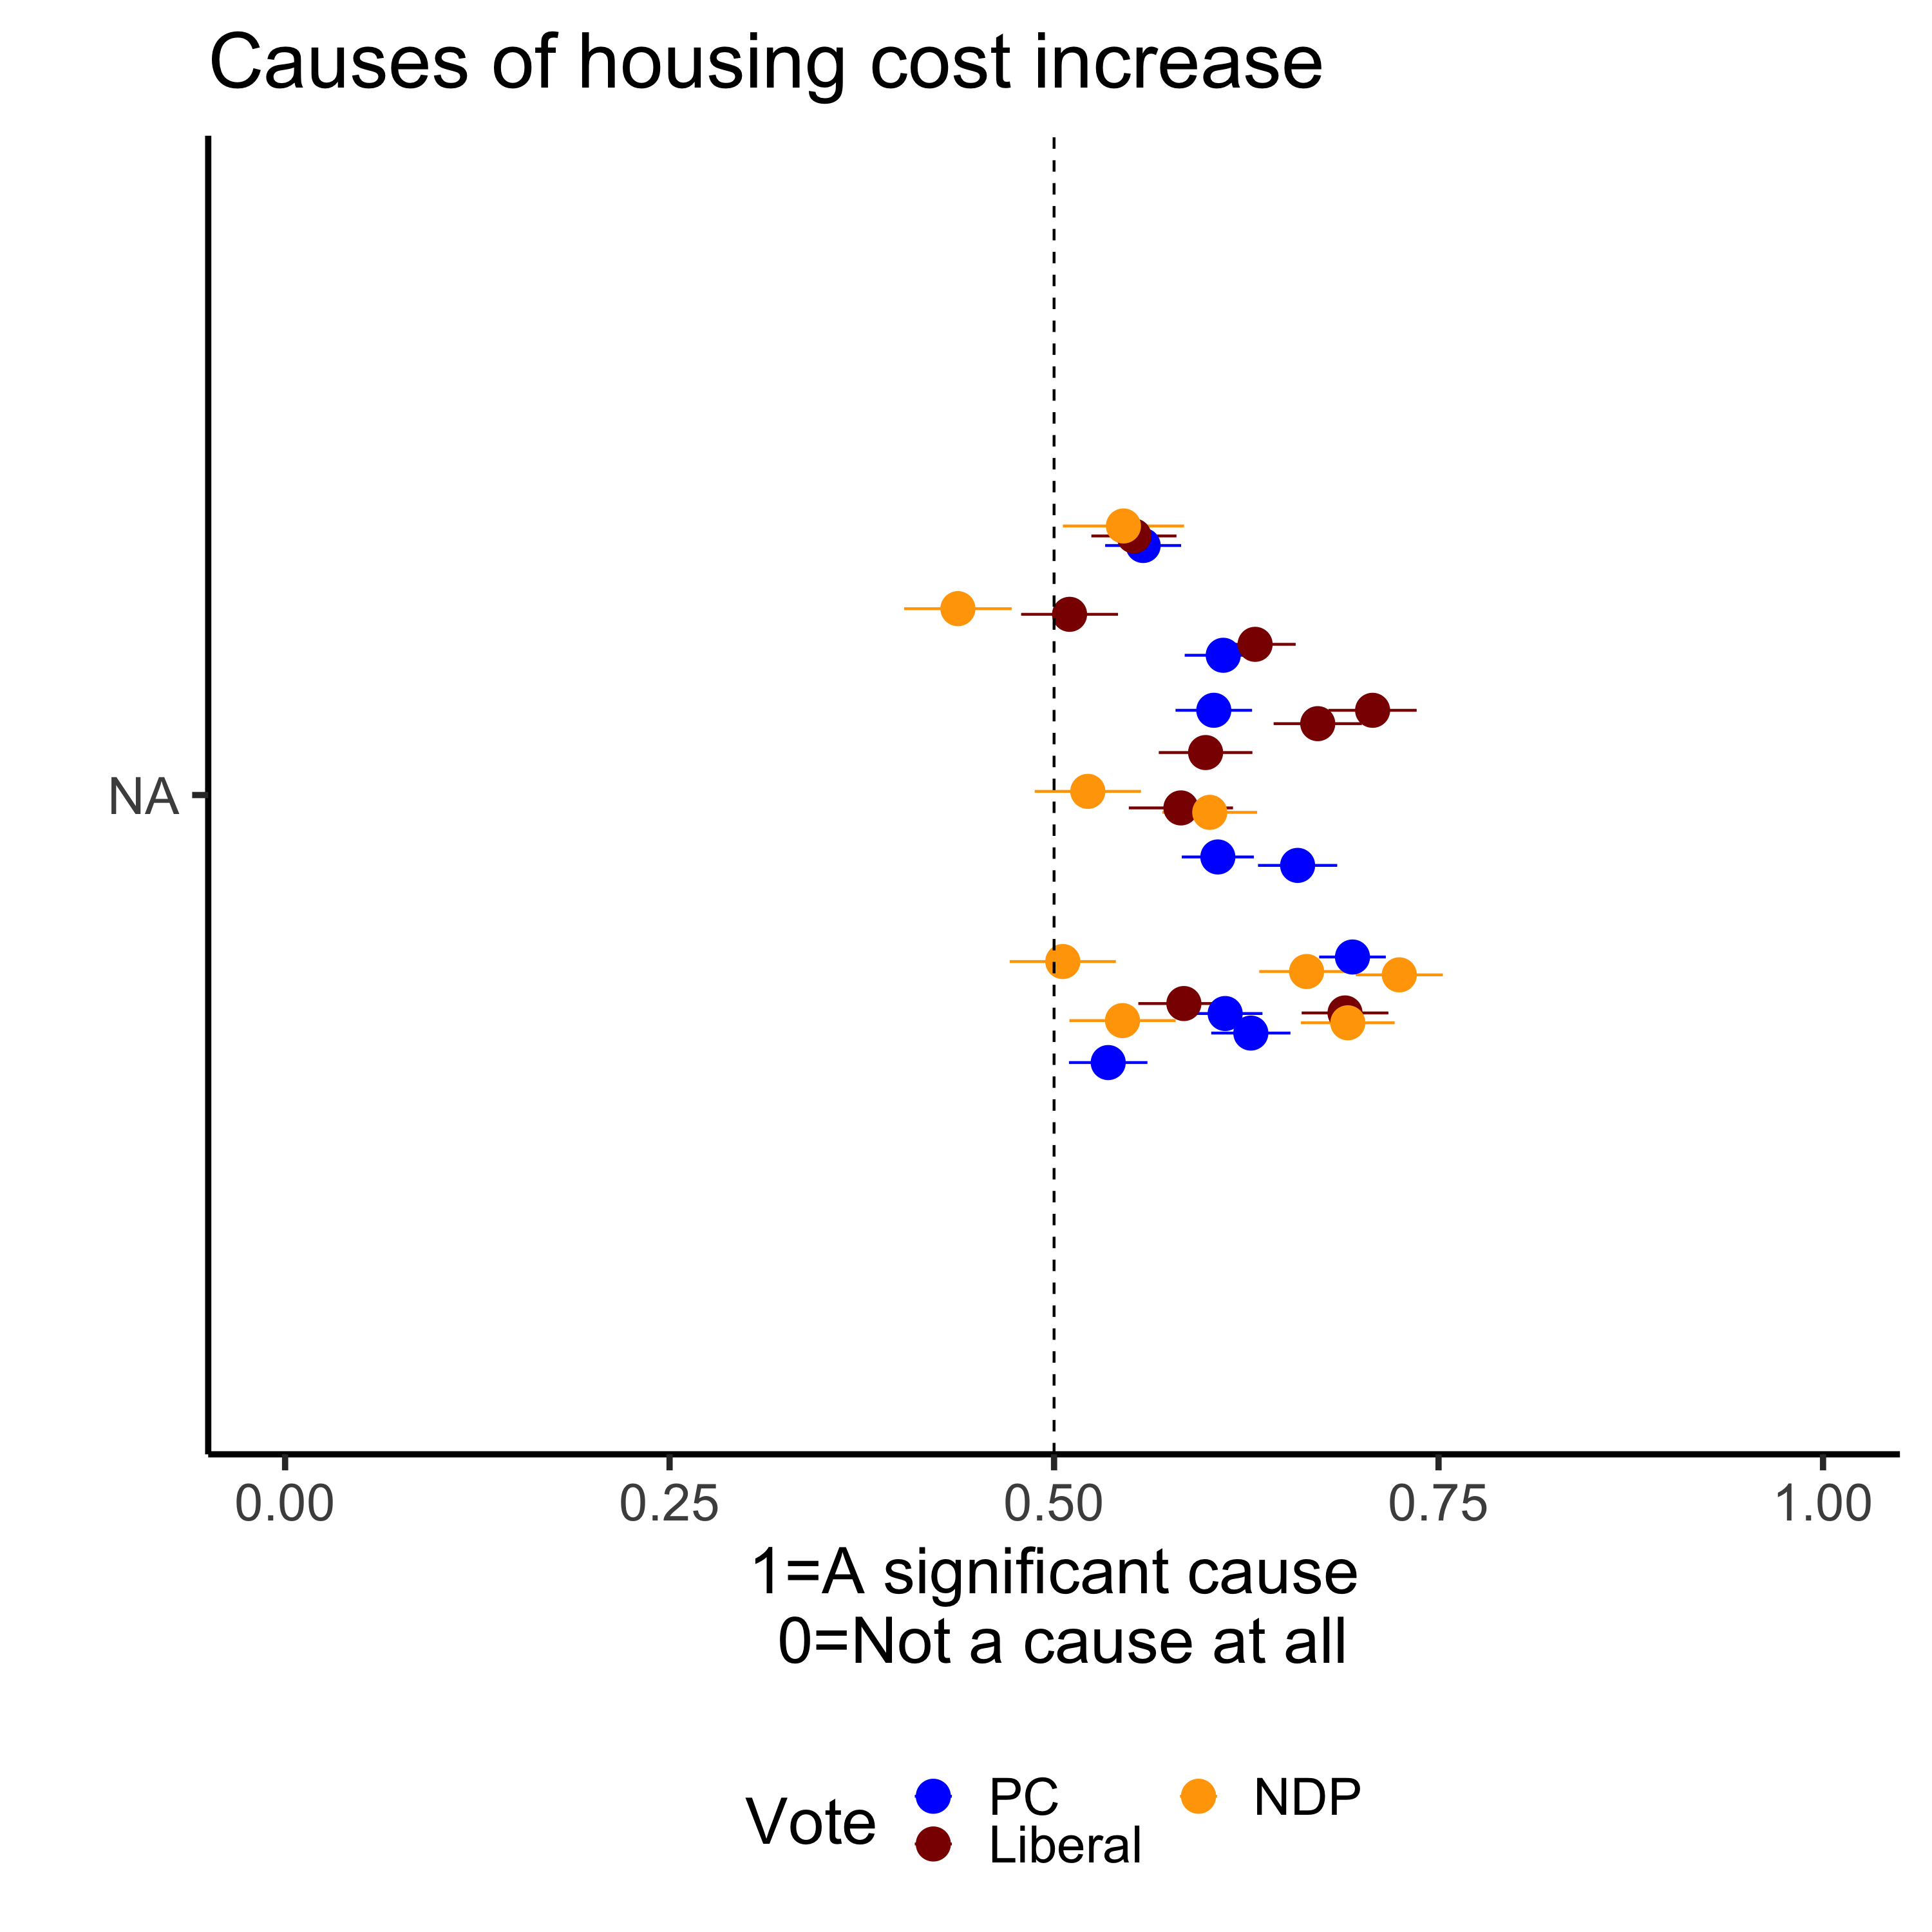 Causes of housing cost increase
NA
0.00 0.25 0.50 0.75 1.00
1=A significant cause
0=Not a cause at all
Vote
PC
Liberal
NDP